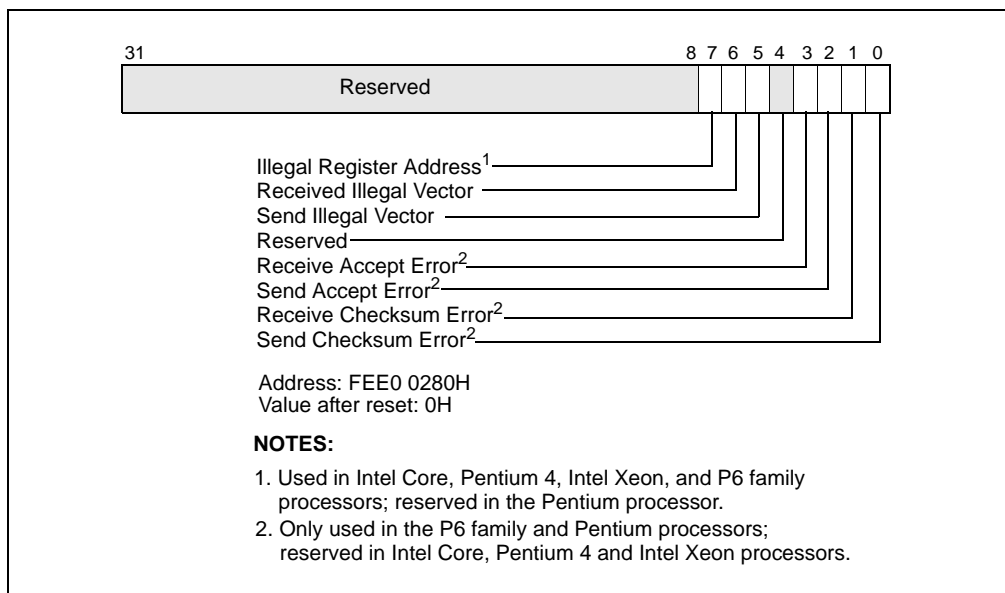 31 8 7 6 5 4 3 2 1 0
Reserved
Illegal Register Address1
Received Illegal Vector
Send Illegal Vector
Reserved
Receive Accept Error2
Send Accept Error2
Receive Checksum Error2
Send Checksum Error2
Address: FEE0 0280H
Value after reset: 0H
NOTES:
1. Used in Intel Core, Pentium 4, Intel Xeon, and P6 family
processors; reserved in the Pentium processor.
2. Only used in the P6 family and Pentium processors;
reserved in Intel Core, Pentium 4 and Intel Xeon processors.